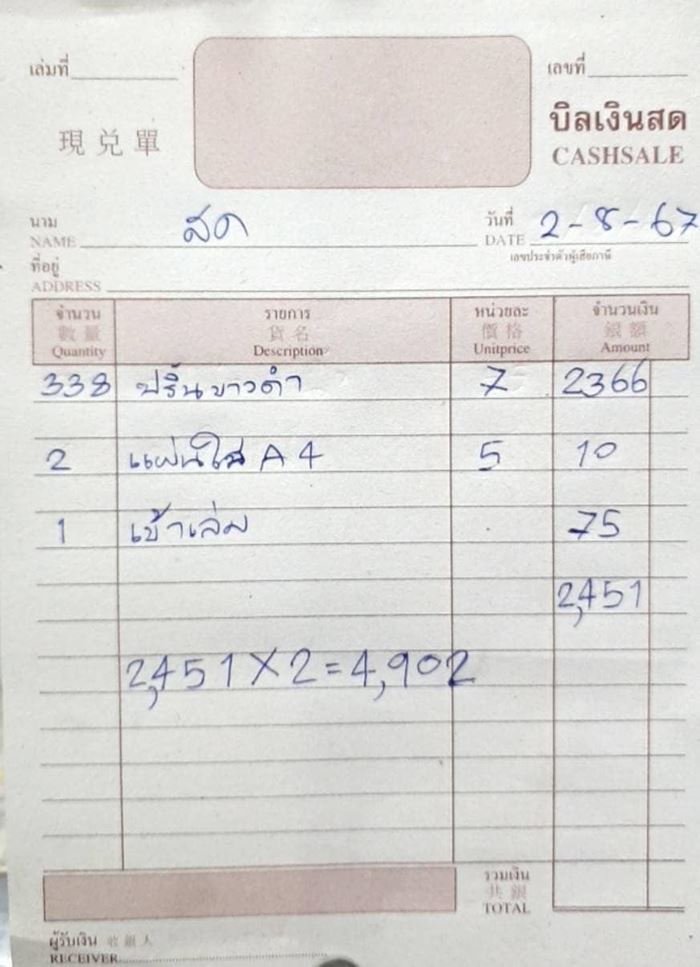 เล่มที่
เลขที่
現兑單
บิลเงินสด
CASHSALE
นาม สด
NAME
วันที่ 2-8-67
DATE
เลขประจำตัวผู้เสียภาษี
ที่อยู่
ADDRESS
จำนวน รายการ หน่วยละ จำนวนเงิน
數量 貨名 價格 銀額
Quantity Description Unitprice Amount
338 ปริ้นขาวดำ 7 2366
2 แผ่นใส A4 5 10
1 เข้าเล่ม 75
2,451
2,451 X 2 = 4,902
รวมเงิน
共銀
TOTAL
ผู้รับเงิน 收銀人
RECEIVER